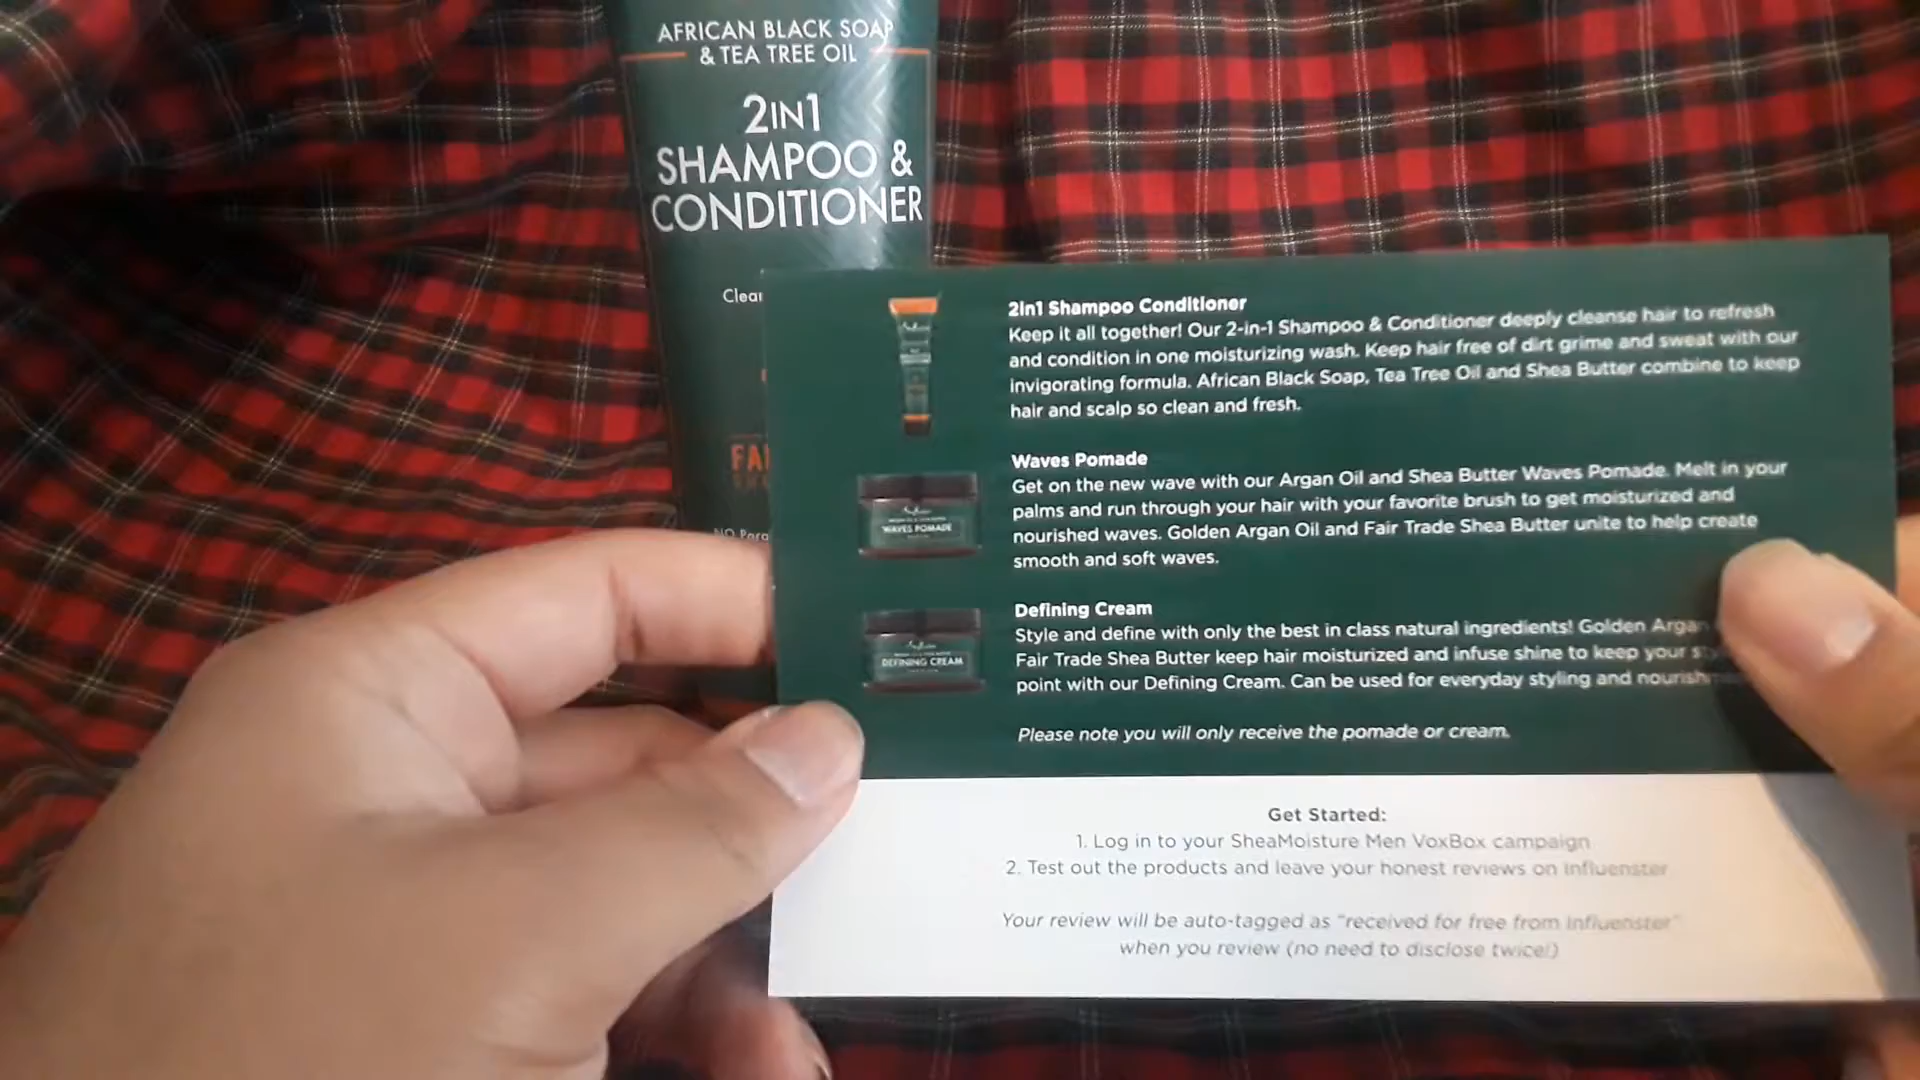 AFRICAN BLACK SOAP
& TEA TREE OIL
2IN1
SHAMPOO &
CONDITIONER
2in1 Shampoo Conditioner
Keep it all together! Our 2-in-1 Shampoo & Conditioner deeply cleanse hair to refresh
and condition in one moisturizing wash. Keep hair free of dirt grime and sweat with our
invigorating formula. African Black Soap, Tea Tree Oil and Shea Butter combine to keep
hair and scalp so clean and fresh.
Waves Pomade
Get on the new wave with our Argan Oil and Shea Butter Waves Pomade. Melt in your
palms and run through your hair with your favorite brush to get moisturized and
nourished waves. Golden Argan Oil and Fair Trade Shea Butter unite to help create
smooth and soft waves.
WAVES POMADE
Defining Cream
Style and define with only the best in class natural ingredients! Golden Argan
Fair Trade Shea Butter keep hair moisturized and infuse shine to keep your
point with our Defining Cream. Can be used for everyday styling and
DEFINING CREAM
Please note you will only receive the pomade or cream.
Get Started:
1. Log in to your SheaMoisture Men VoxBox campaign
2. Test out the products and leave your honest reviews on Influenster
Your review will be auto-tagged as "received for free from Influenster"
when you review (no need to disclose twice!)